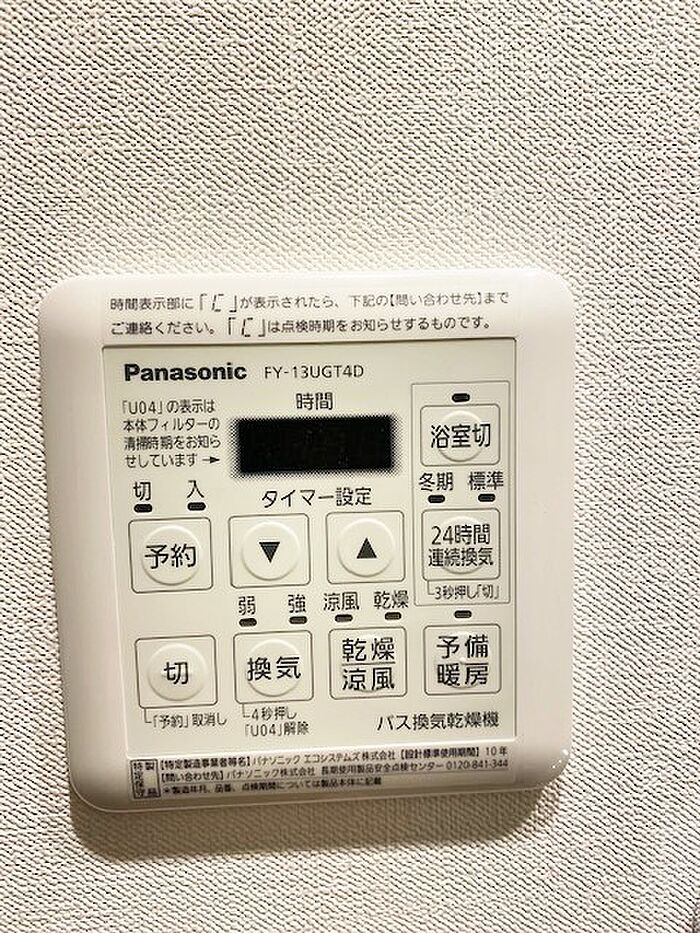 時間表示部に「 」が表示されたら、下記の【問い合わせ先】まで
ご連絡ください。「 」は点検時期をお知らせするものです。
Panasonic FY-13UGT4D
「U04」の表示は
本体フィルターの
清掃時期をお知ら
せしています→
時間
浴室切
冬期 標準
切 入
タイマー設定
予約
▼
▲
24時間
連続換気
3秒押し「切」
弱 強 涼風 乾燥
切
換気
乾燥
涼風
予備
暖房
「予約」取消し
4秒押し
「U04」解除
バス換気乾燥機
特定保守製品
【特定製造事業者等名】パナソニック エコシステムズ株式会社【設計標準使用期間】10年
【問い合わせ先】パナソニック株式会社 長期使用製品安全点検センター 0120-841-344
＊製造年月、品番、点検期間については製品本体に記載